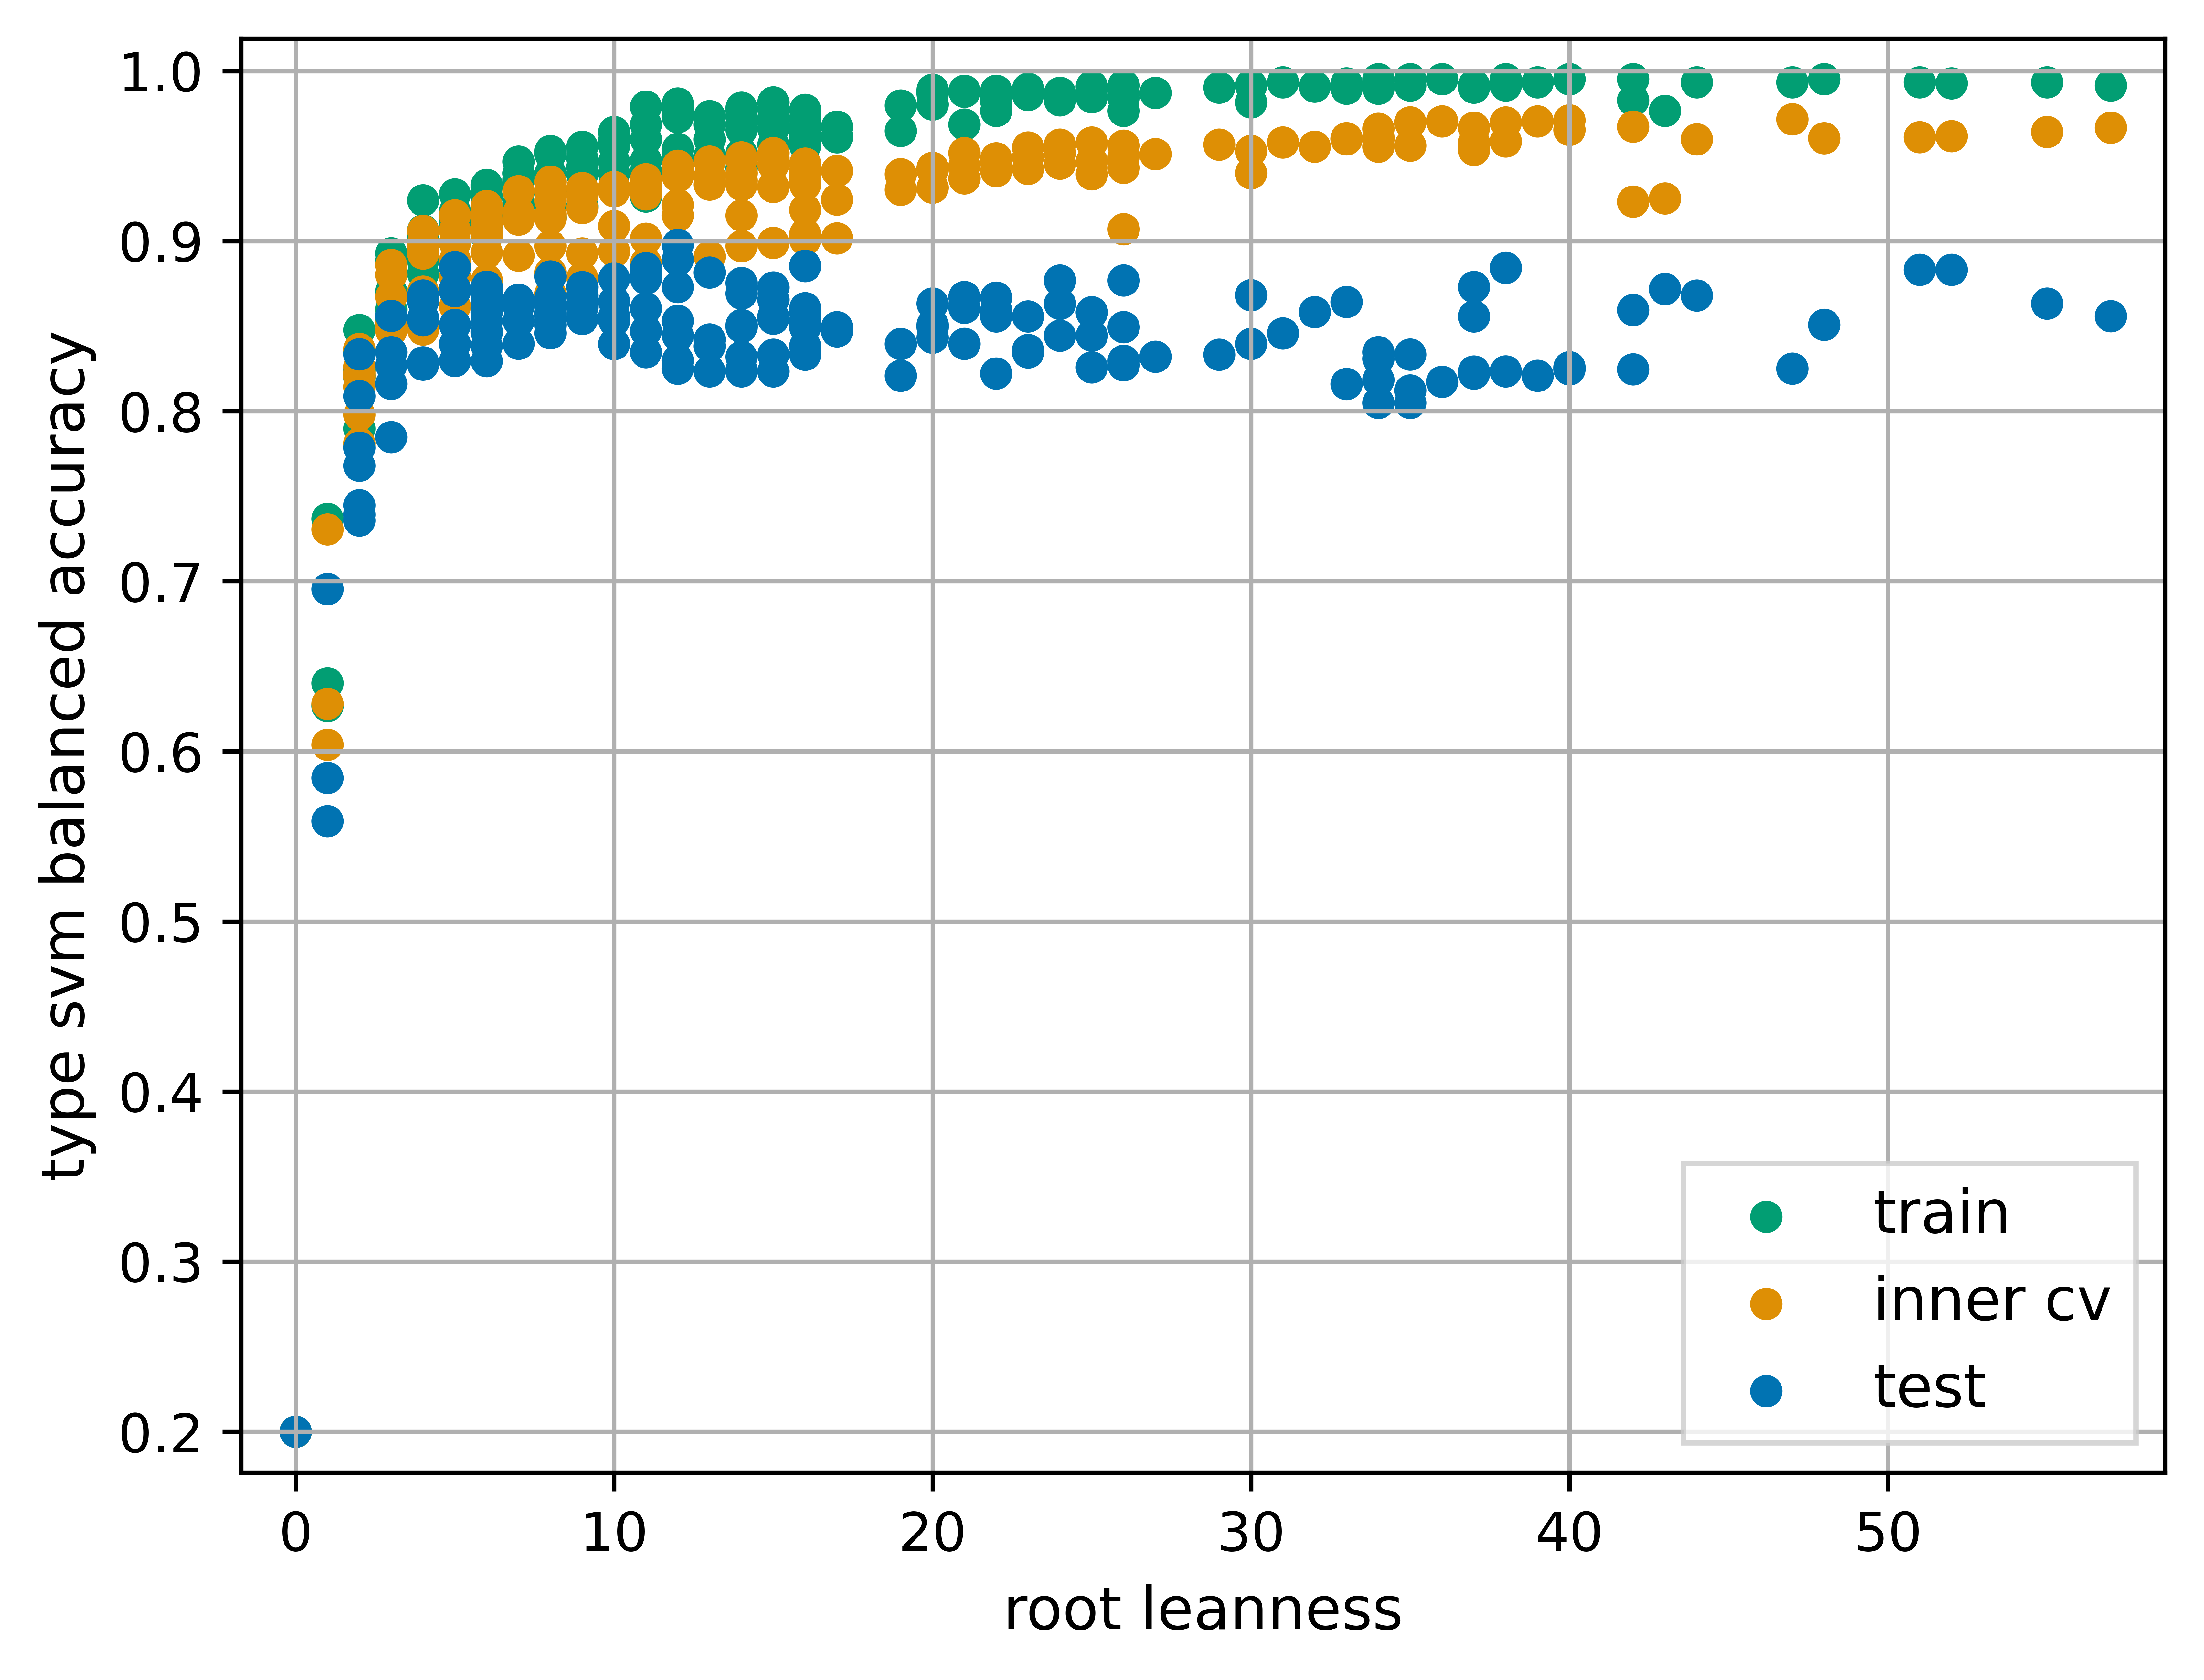 1.0
0.9
0.8
0.7
0.6
0.5
0.4
0.3
0.2
type svm balanced accuracy
train
inner cv
test
0 10 20 30 40 50
root leanness